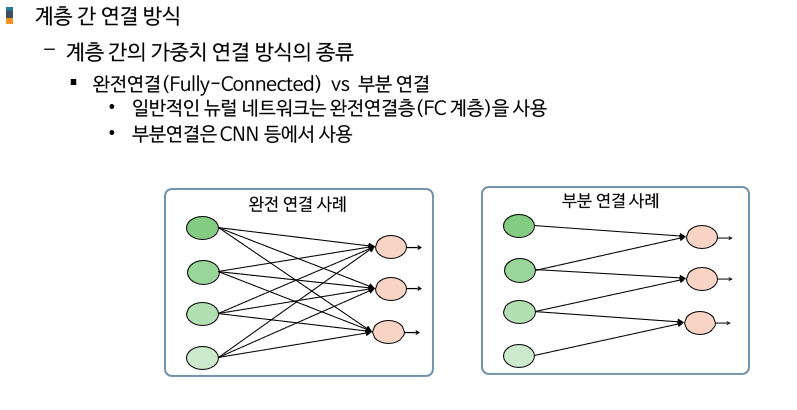 계층 간 연결 방식
– 계층 간의 가중치 연결 방식의 종류
▪ 완전연결(Fully-Connected) vs 부분 연결
• 일반적인 뉴럴 네트워크는 완전연결층(FC 계층)을 사용
• 부분연결은 CNN 등에서 사용
완전 연결 사례
부분 연결 사례